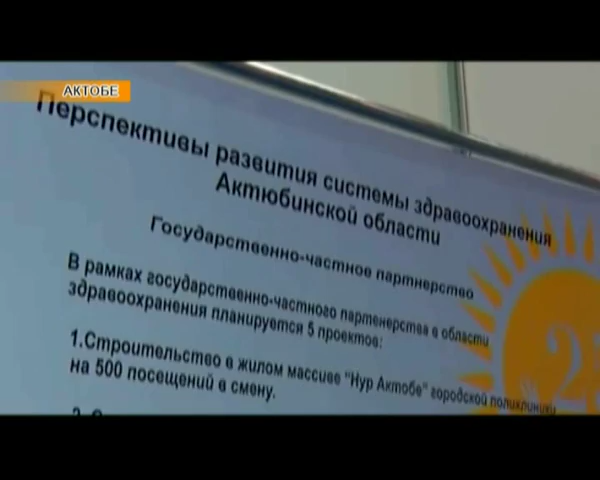 АКТОБЕ
Перспективы развития системы здравоохранения
Актюбинской области
Государственно-частное партнерство
В рамках государственно-частного партенерства в области
здравоохранения планируется 5 проектов:
1.Строительство в жилом массиве "Нур Актобе" городской поликлиники
на 500 посещений в смену.